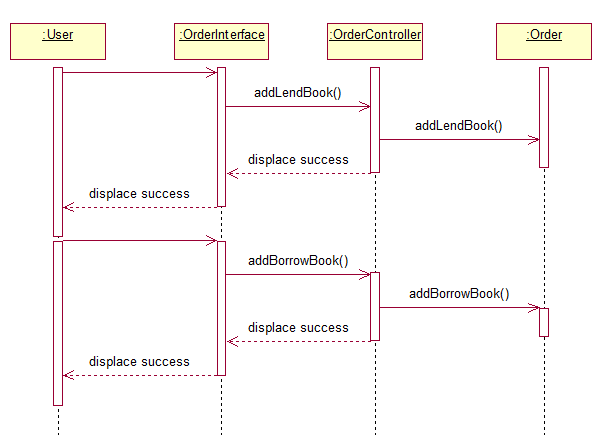 :User
:OrderInterface
:OrderController
:Order
addLendBook()
addLendBook()
displace success
displace success
addBorrowBook()
addBorrowBook()
displace success
displace success